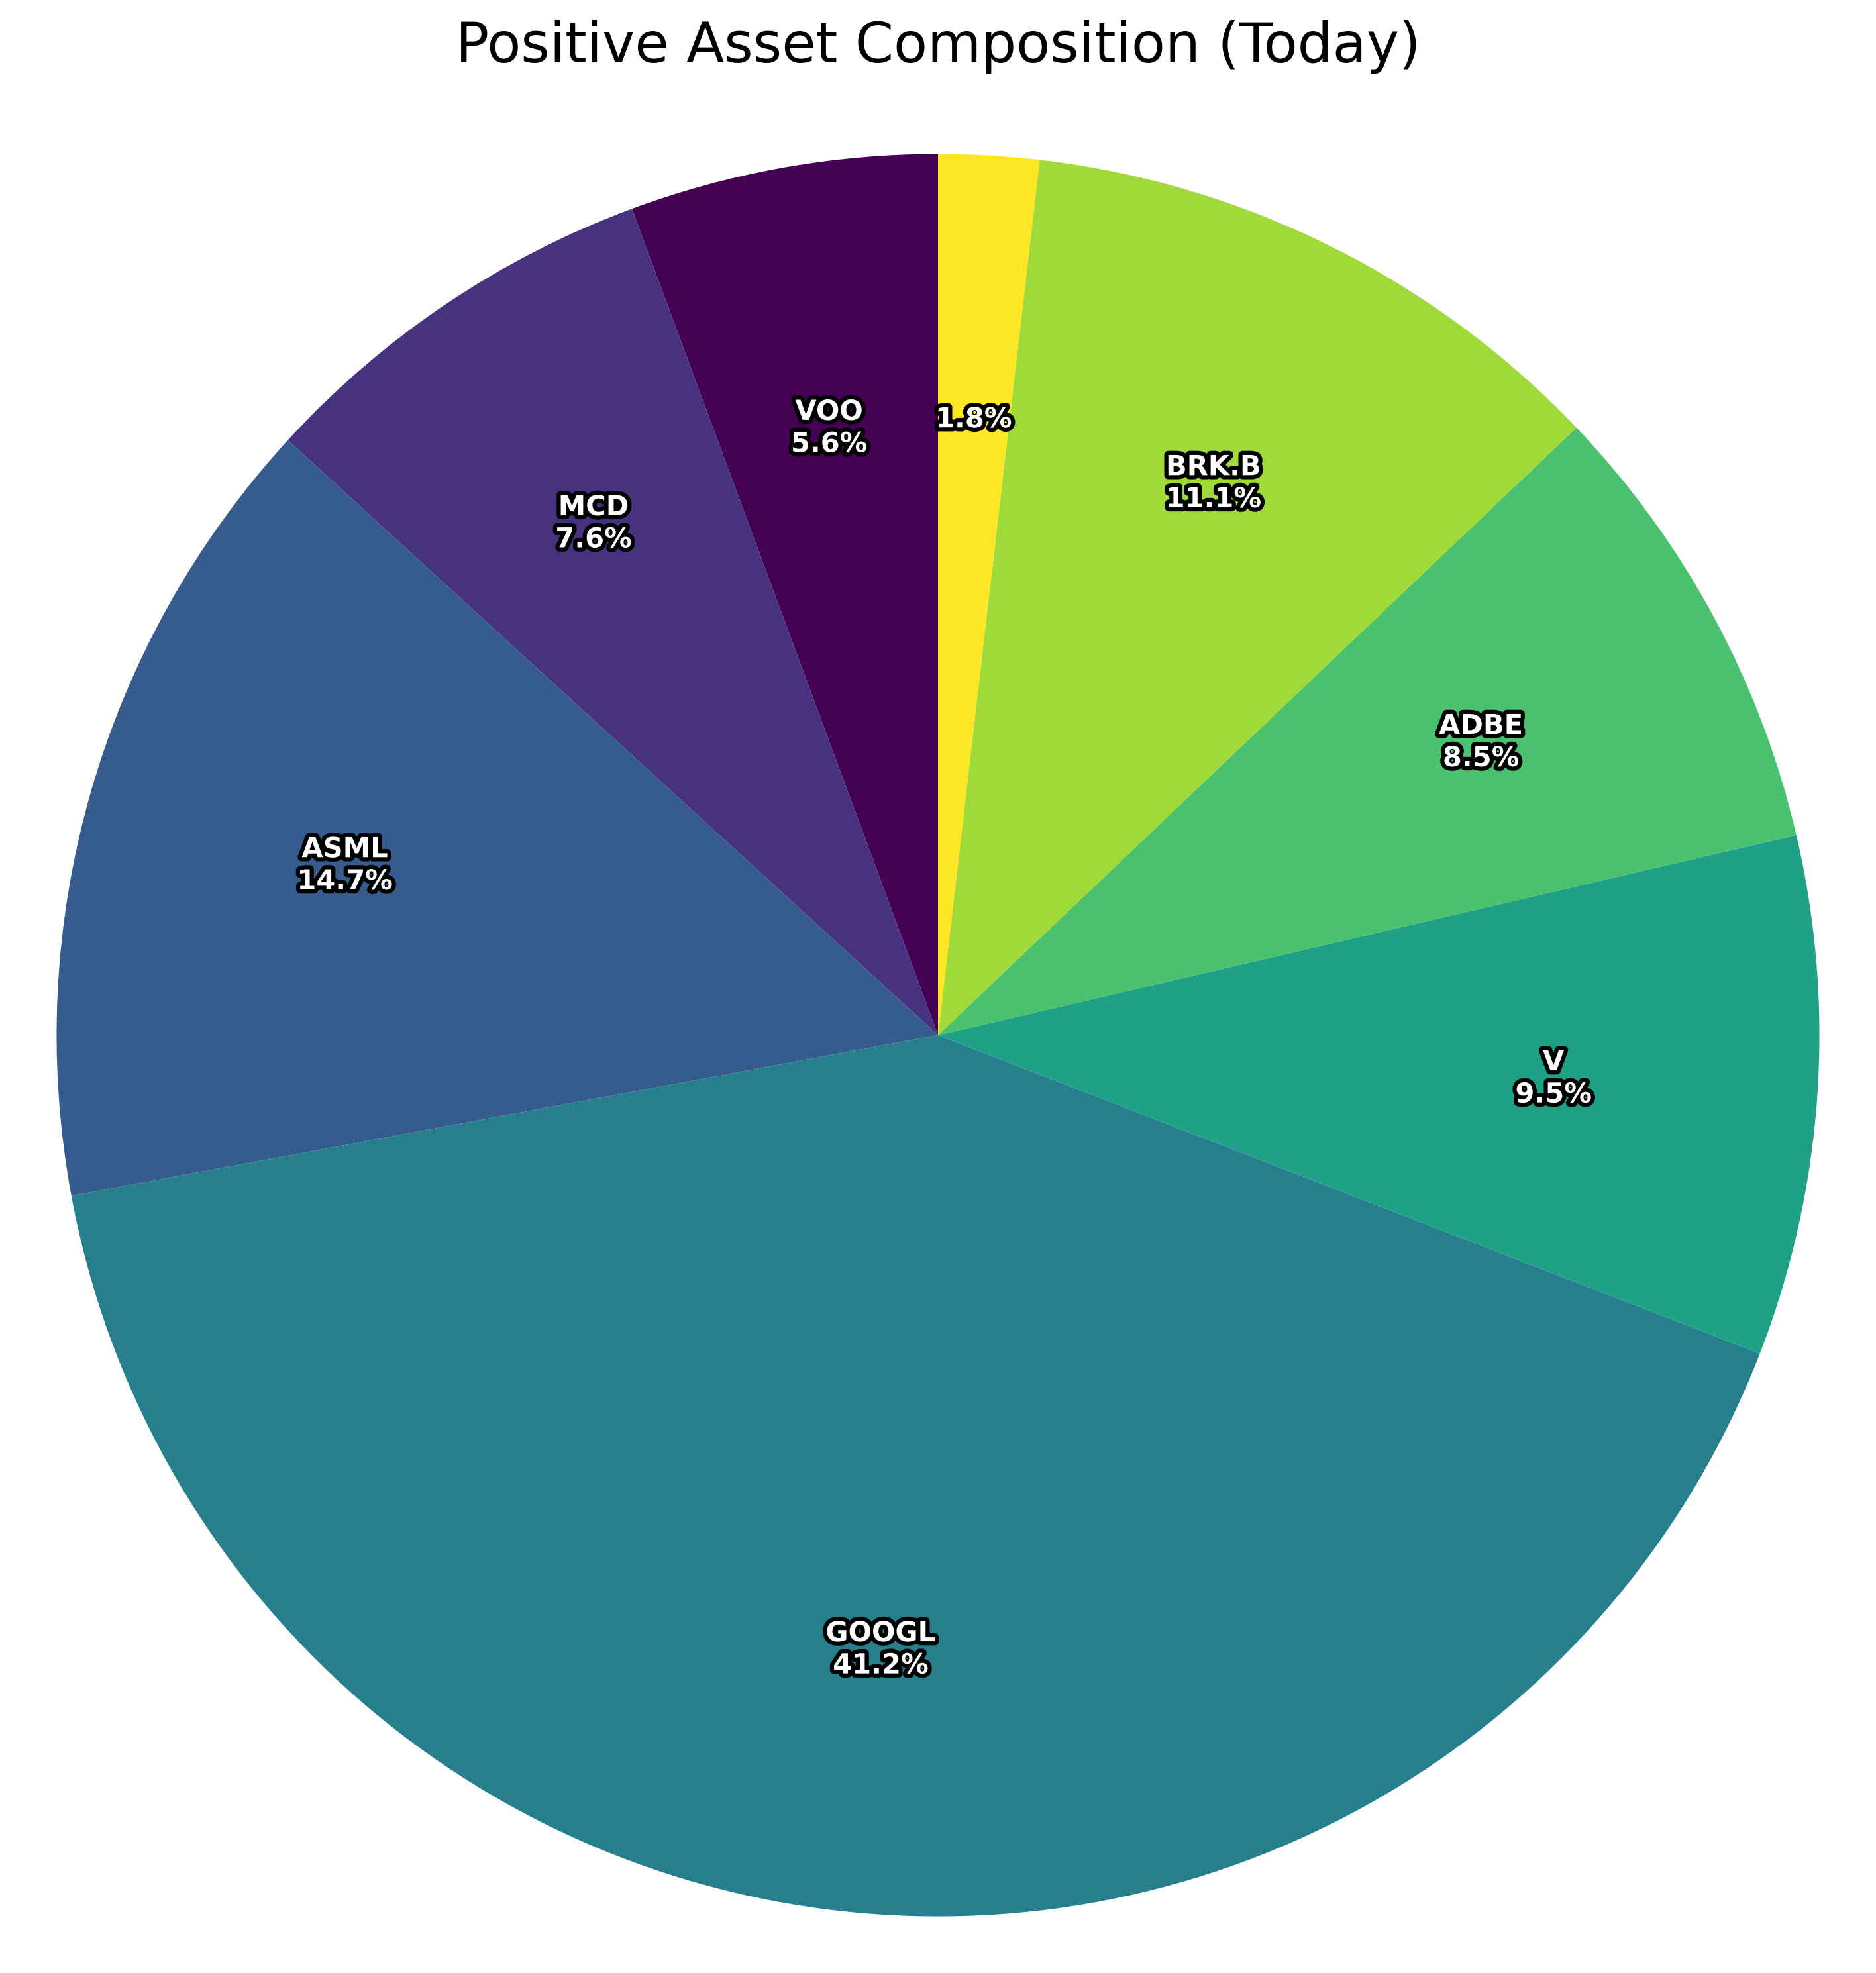 Positive Asset Composition (Today)
VOO
5.6%
1.8%
BRK.B
11.1%
MCD
7.6%
ADBE
8.5%
ASML
14.7%
V
9.5%
GOOGL
41.2%